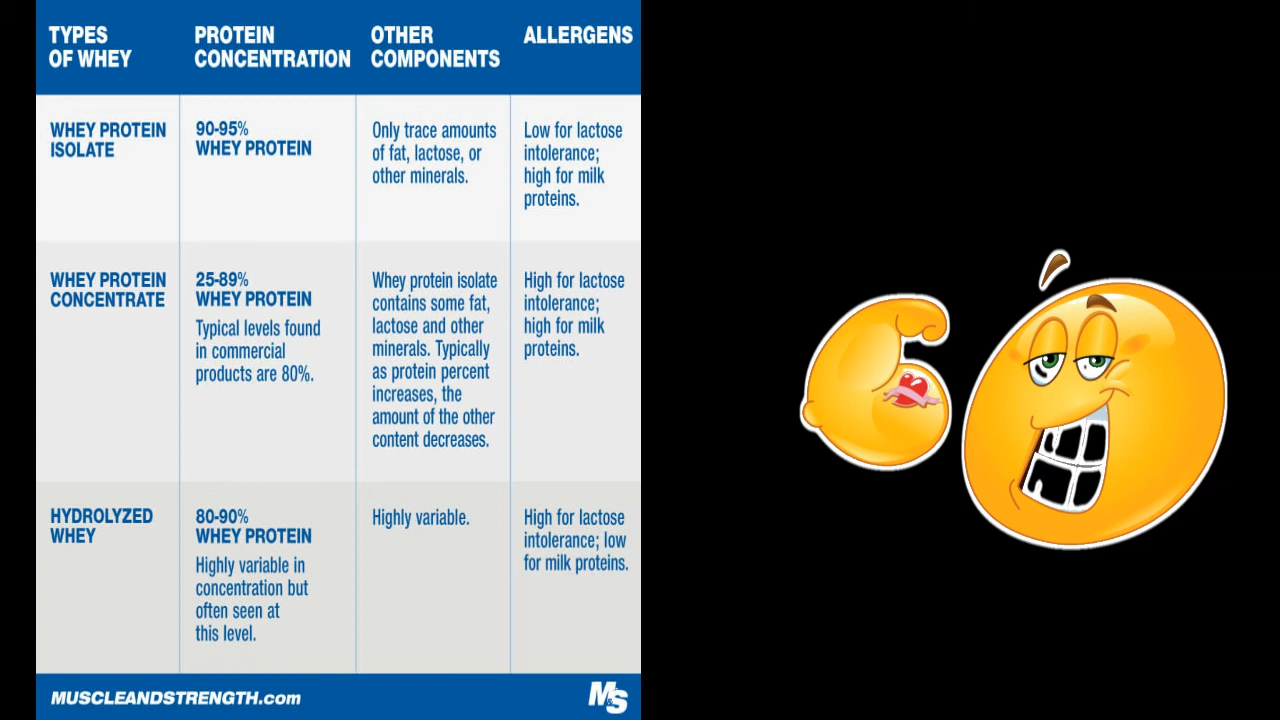 TYPES
OF WHEY
PROTEIN
CONCENTRATION
OTHER
COMPONENTS
ALLERGENS
WHEY PROTEIN
ISOLATE
90-95%
WHEY PROTEIN
Only trace amounts
of fat, lactose, or
other minerals.
Low for lactose
intolerance;
high for milk
proteins.
WHEY PROTEIN
CONCENTRATE
25-89%
WHEY PROTEIN
Typical levels found
in commercial
products are 80%.
Whey protein isolate
contains some fat,
lactose and other
minerals. Typically
as protein percent
increases, the
amount of the other
content decreases.
High for lactose
intolerance;
high for milk
proteins.
HYDROLYZED
WHEY
80-90%
WHEY PROTEIN
Highly variable in
concentration but
often seen at
this level.
Highly variable.
High for lactose
intolerance; low
for milk proteins.
MUSCLEANDSTRENGTH.com
M&S